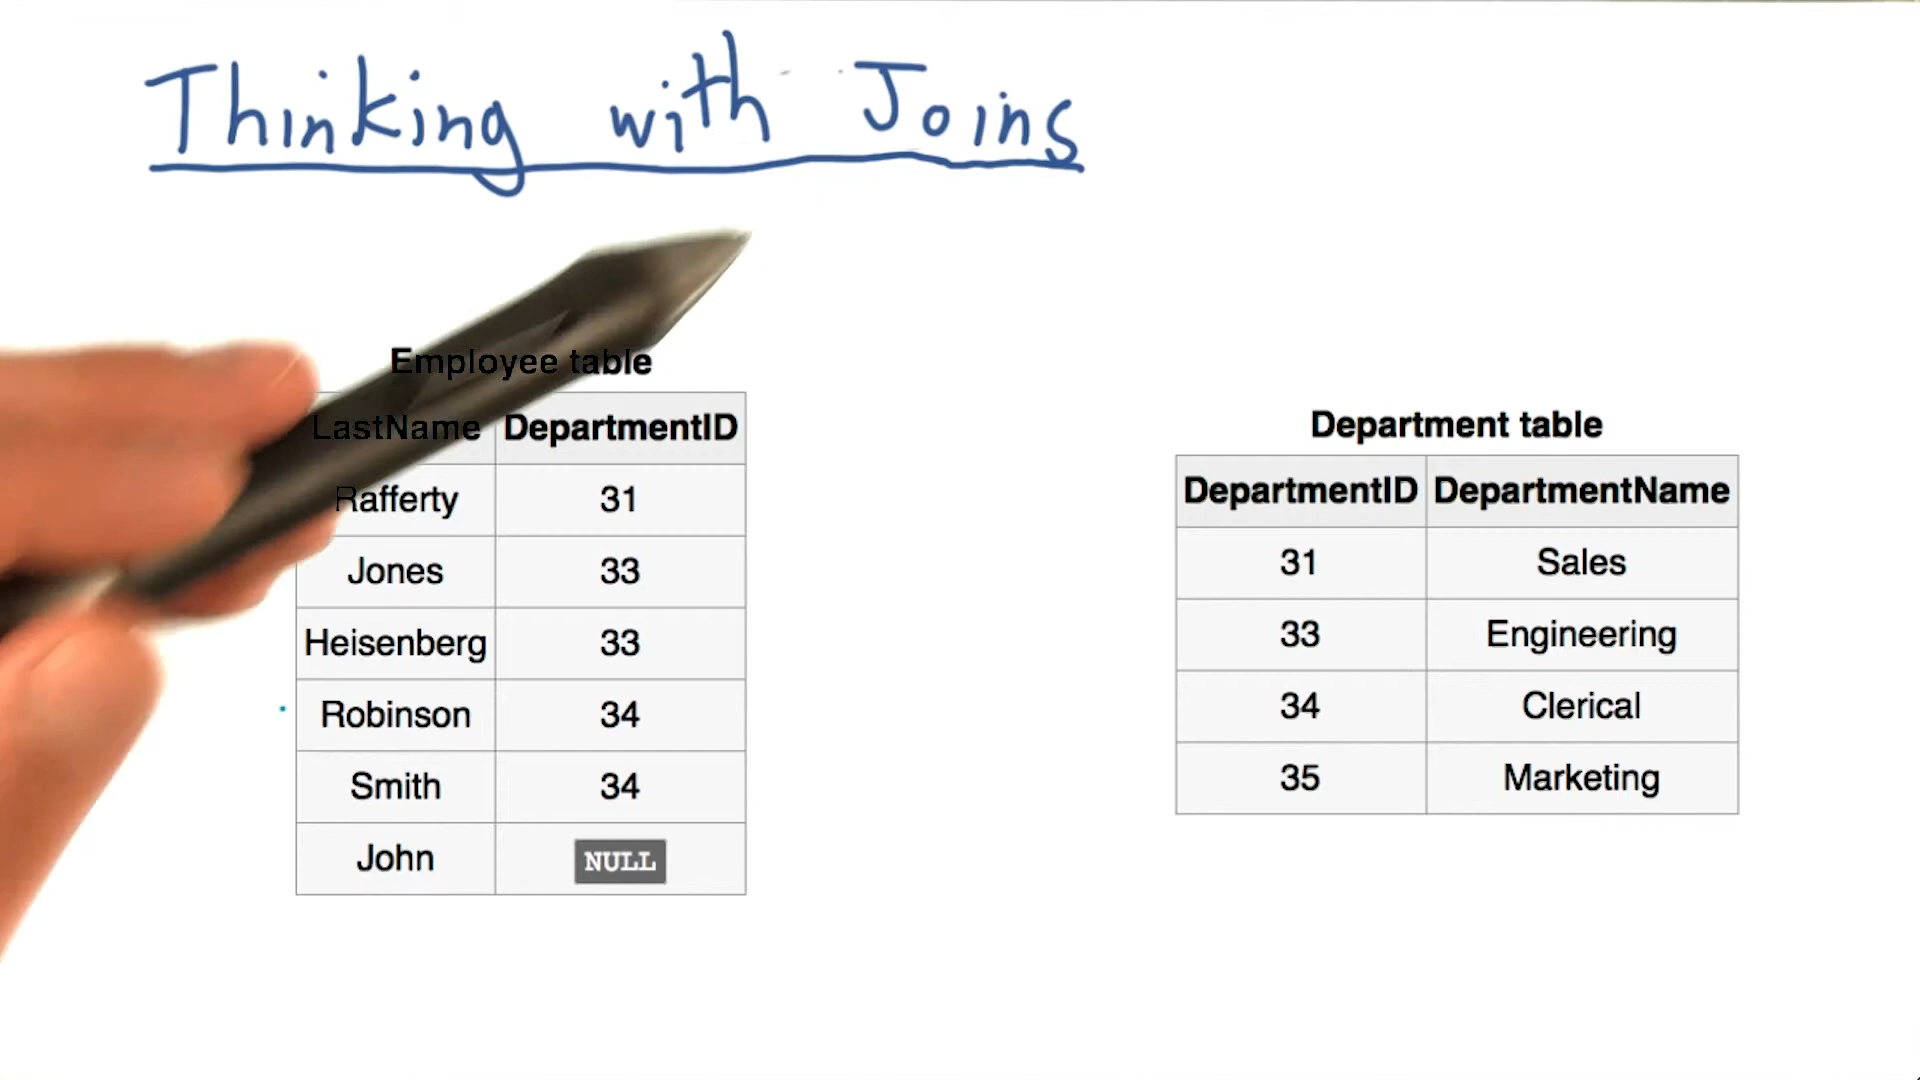 Thinking with Joins
Employee table
LastName DepartmentID
Rafferty 31
Jones 33
Heisenberg 33
Robinson 34
Smith 34
John NULL
Department table
DepartmentID DepartmentName
31 Sales
33 Engineering
34 Clerical
35 Marketing